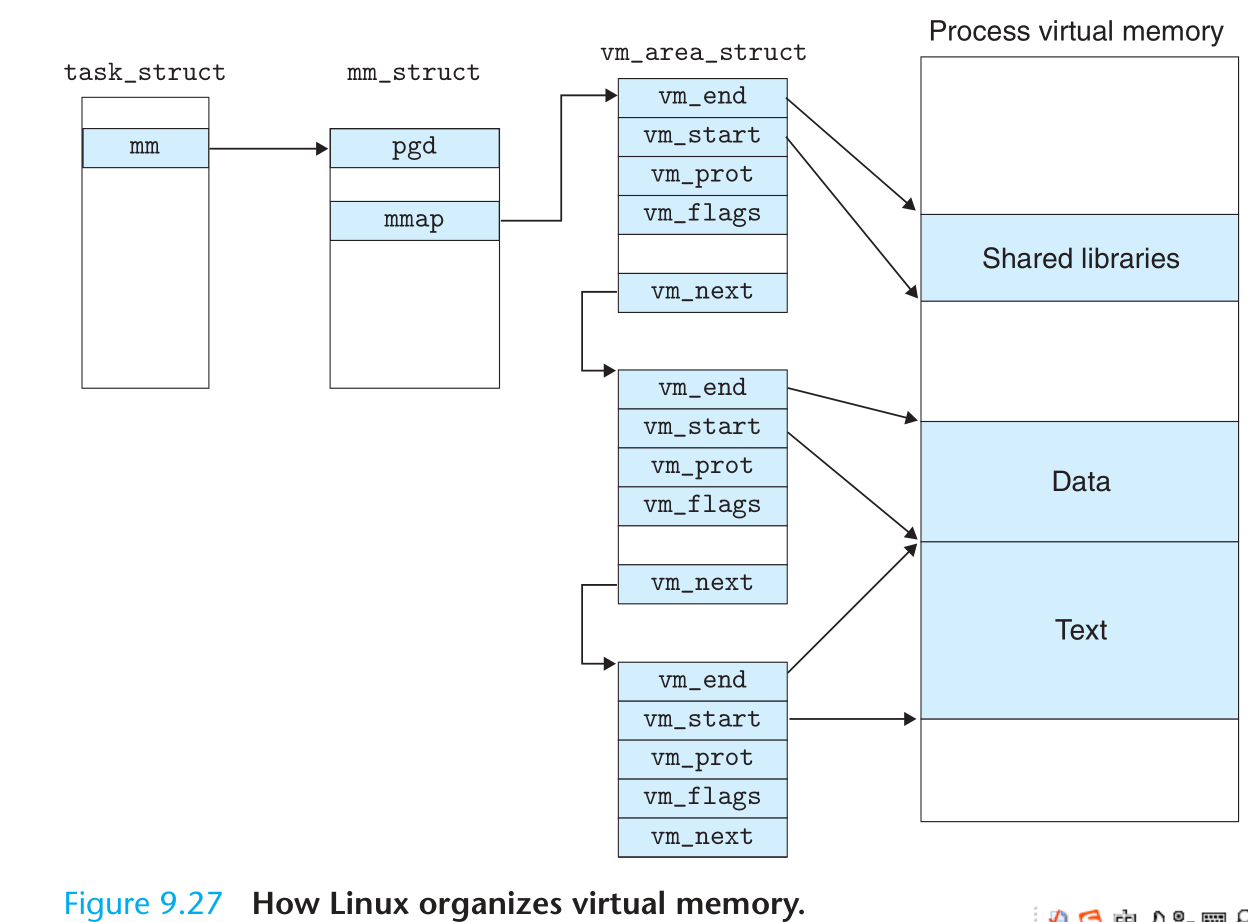 Process virtual memory
vm_area_struct
task_struct
mm_struct
mm
pgd
mmap
vm_end
vm_start
vm_prot
vm_flags
vm_next
vm_end
vm_start
vm_prot
vm_flags
vm_next
vm_end
vm_start
vm_prot
vm_flags
vm_next
Shared libraries
Data
Text
Figure 9.27 How Linux organizes virtual memory.